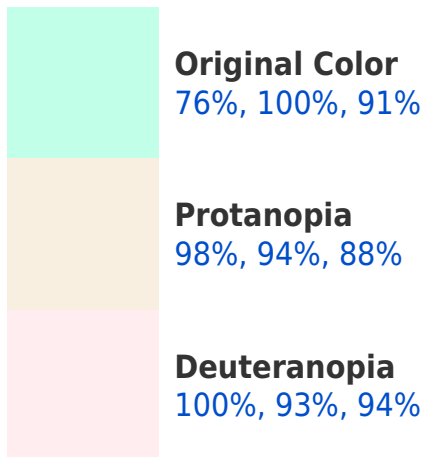 Original Color
76%, 100%, 91%
Protanopia
98%, 94%, 88%
Deuteranopia
100%, 93%, 94%